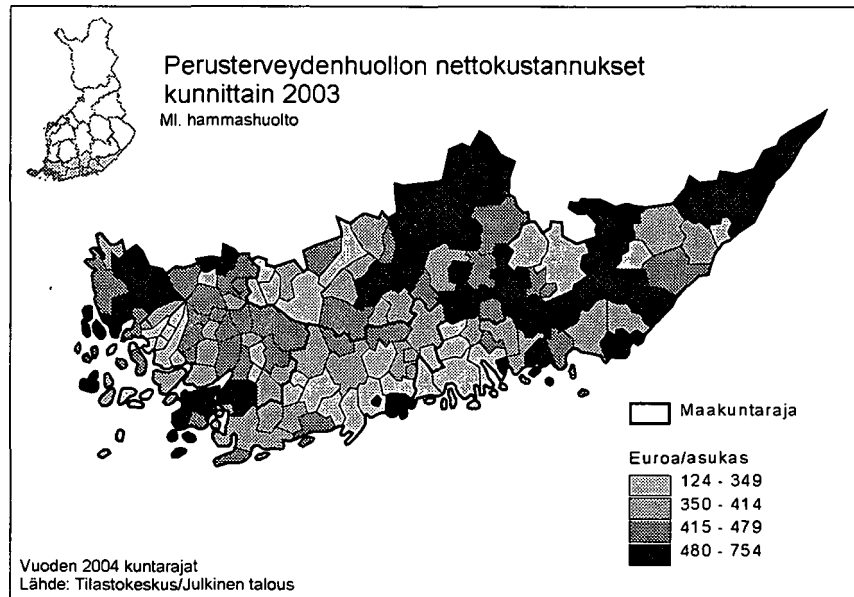 Perusterveydenhuollon nettokustannukset
kunnittain 2003
Ml. hammashuolto
Maakuntaraja
Euroa/asukas
124 - 349
350 - 414
415 - 479
480 - 754
Vuoden 2004 kuntarajat
Lähde: Tilastokeskus/Julkinen talous